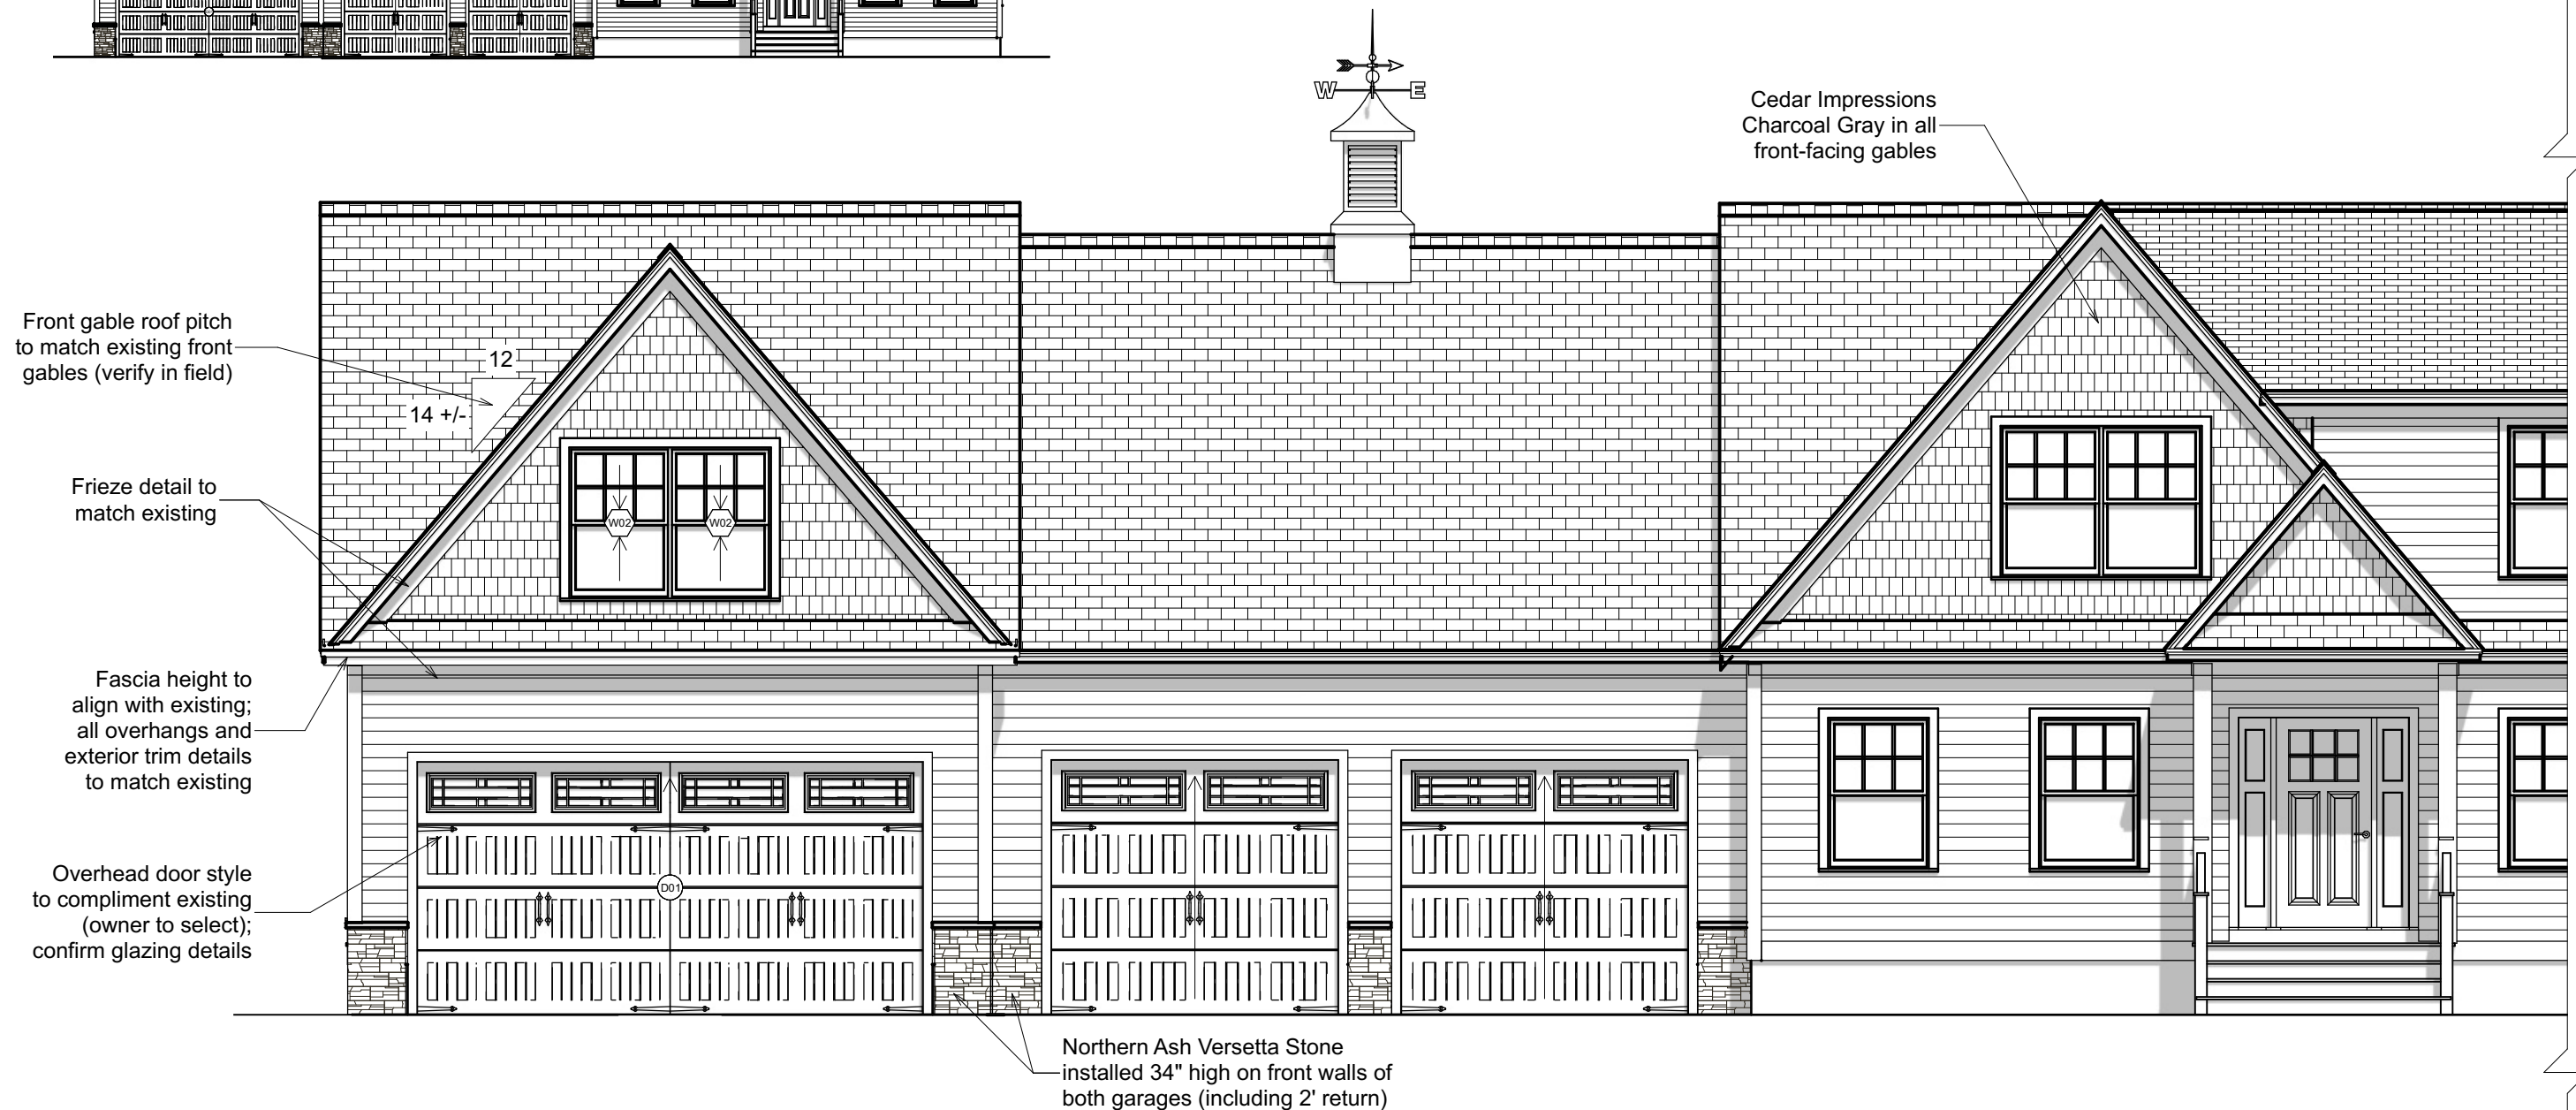 W E
Cedar Impressions
Charcoal Gray in all
front-facing gables
Front gable roof pitch
to match existing front
gables (verify in field)
12
14 +/-
Frieze detail to
match existing
W02 W02
Fascia height to
align with existing;
all overhangs and
exterior trim details
to match existing
Overhead door style
to compliment existing
(owner to select);
confirm glazing details
D01
Northern Ash Versetta Stone
installed 34" high on front walls of
both garages (including 2' return)